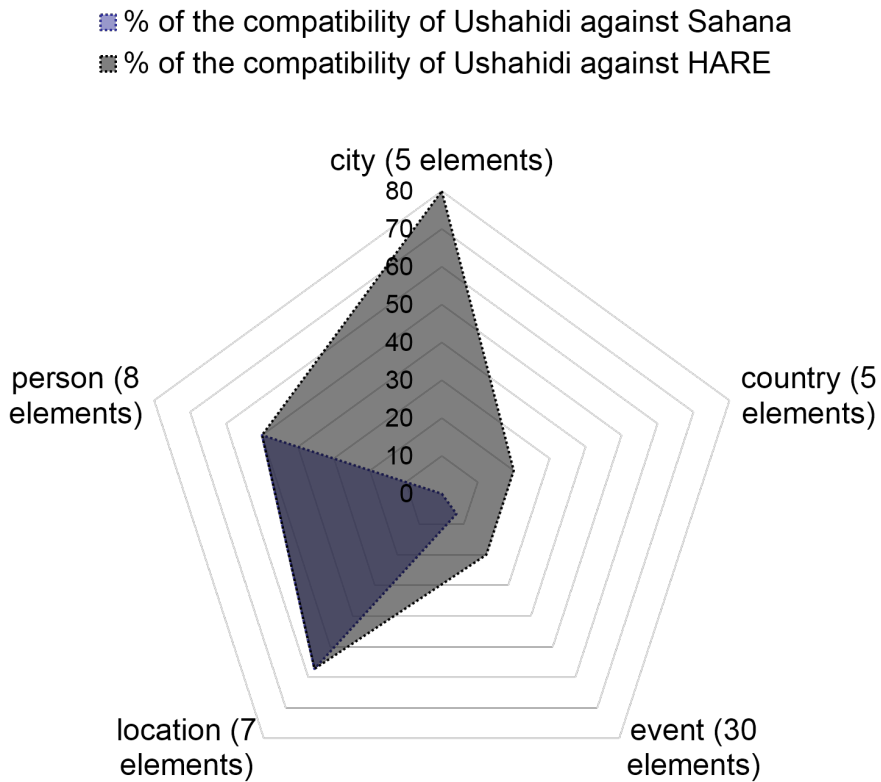 % of the compatibility of Ushahidi against Sahana
% of the compatibility of Ushahidi against HARE
city (5 elements)
80
70
60
50
40
30
20
10
0
person (8
elements)
country (5
elements)
location (7
elements)
event (30
elements)